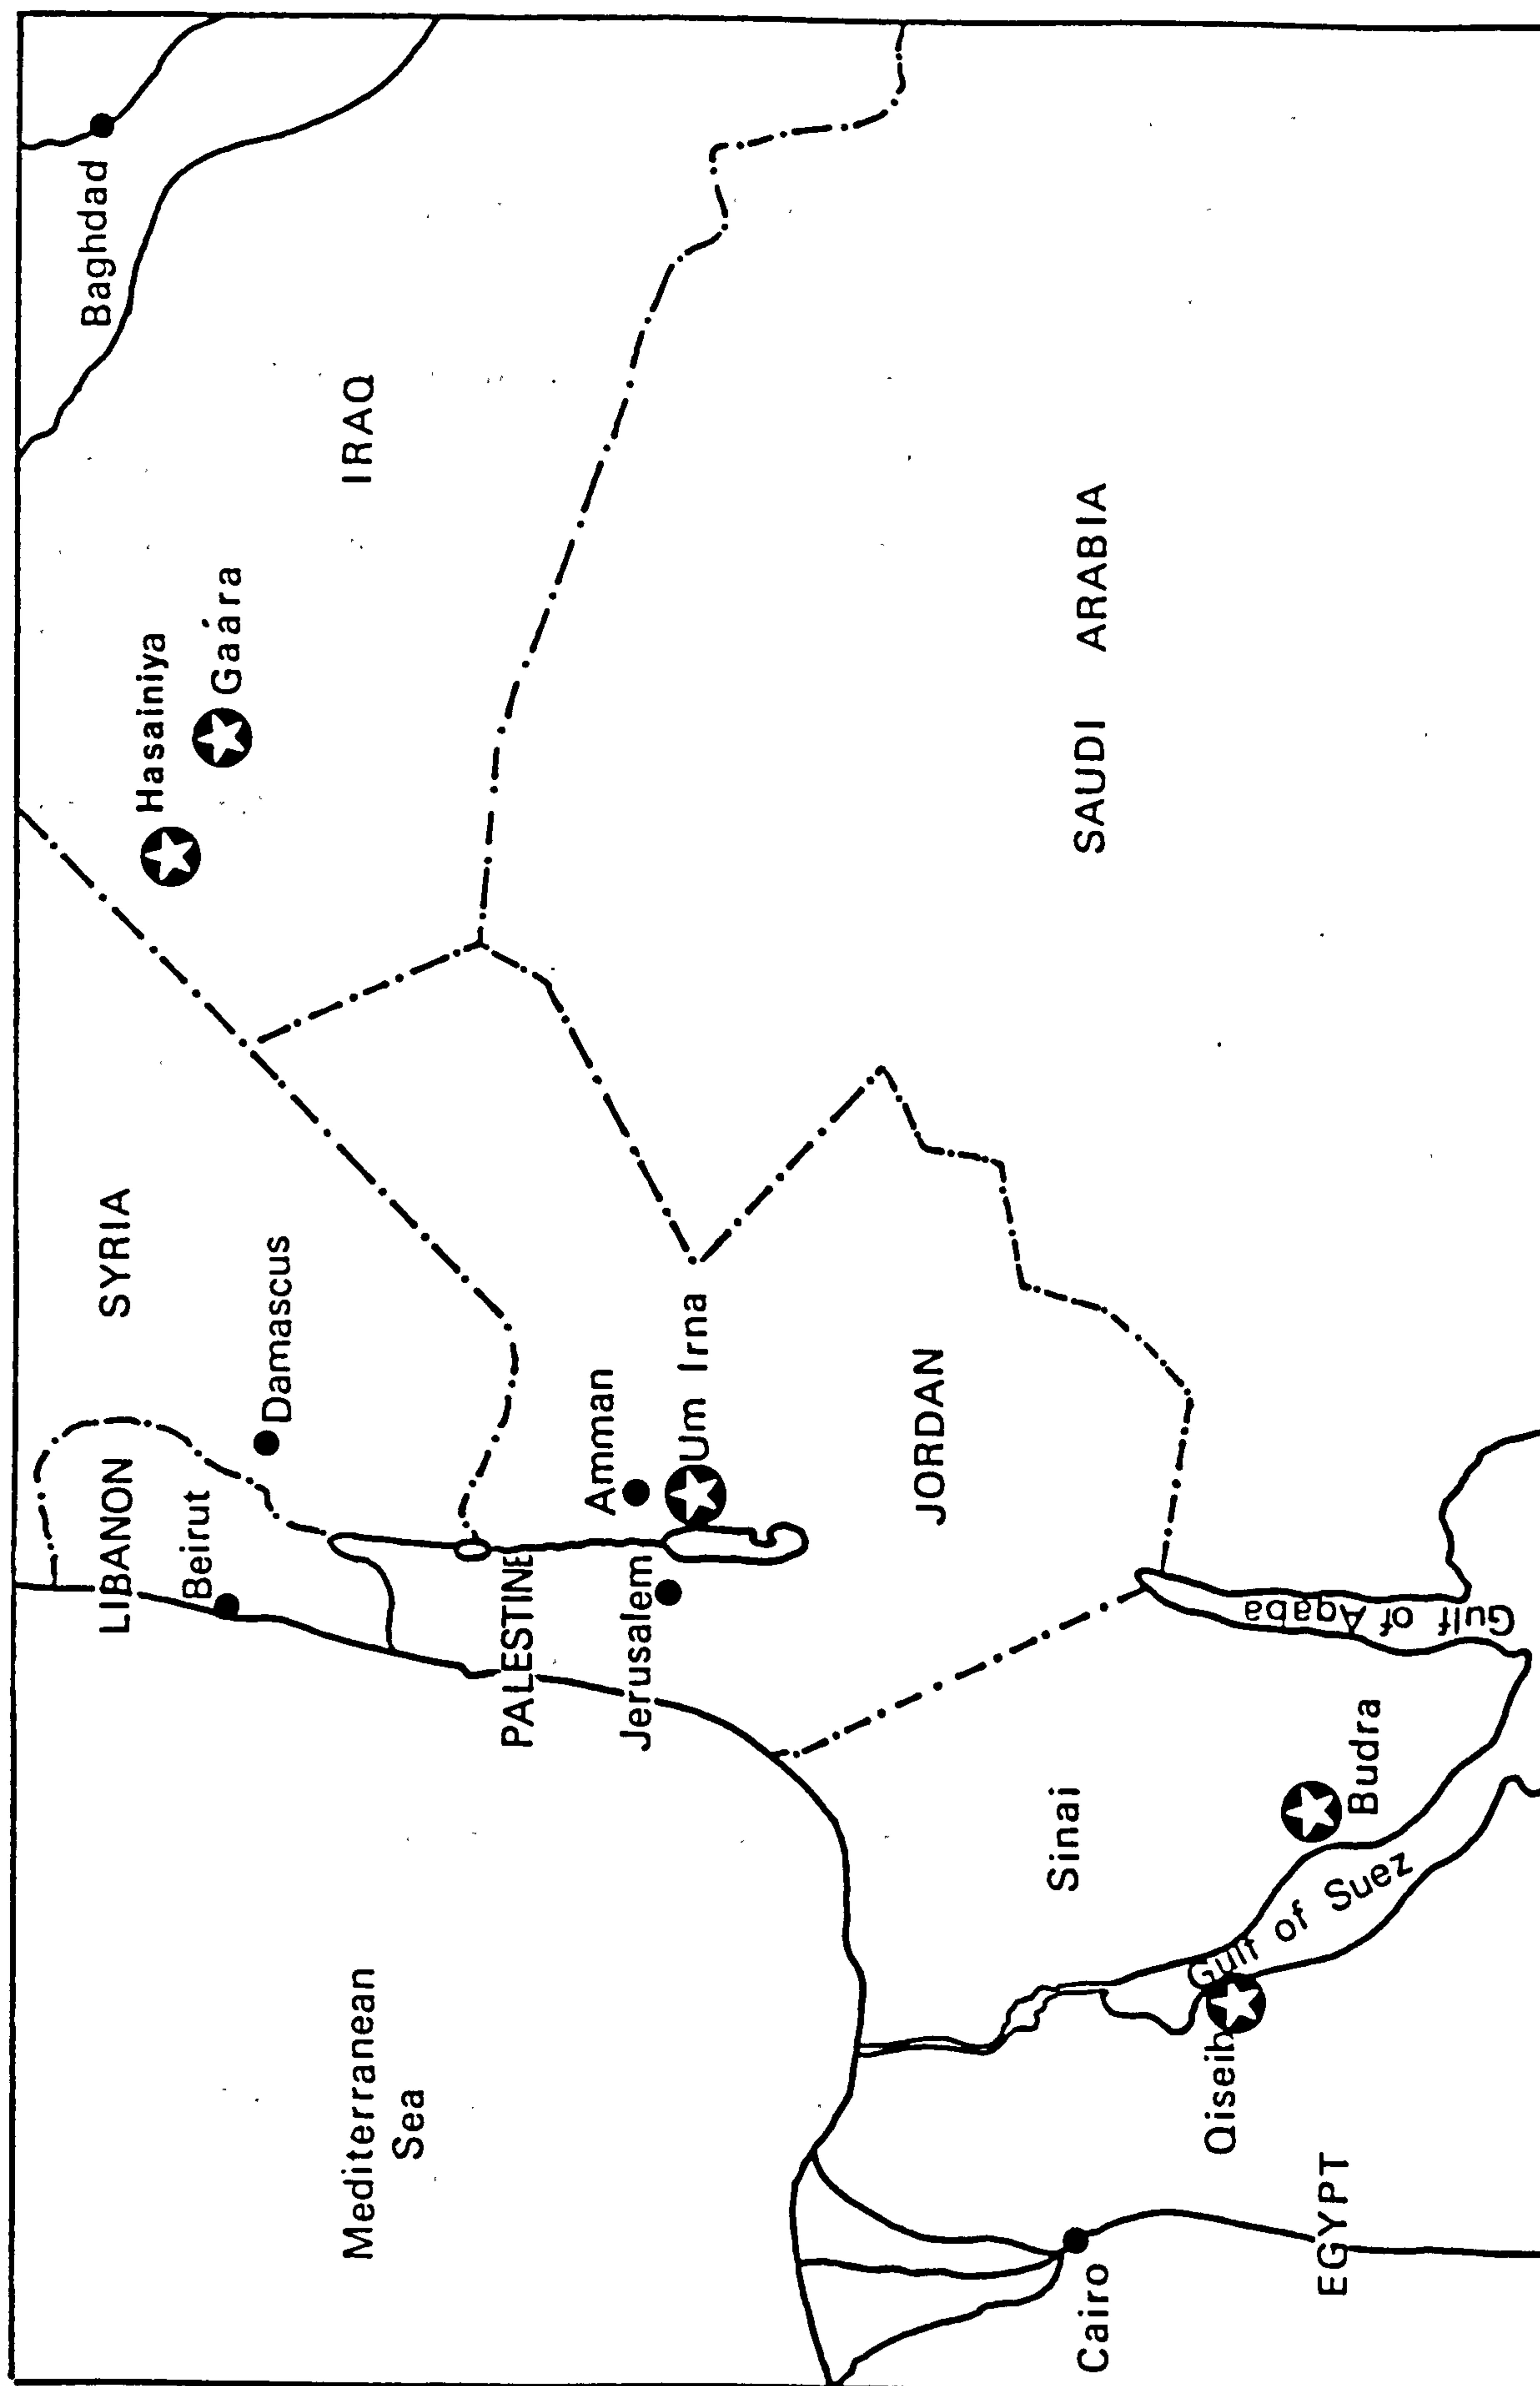 Baghdad
IRAQ
Hasainiya
Gaára
SYRIA
Damascus
LIBANON
Beirut
Amman
Um Irna
PALESTINE
Jerusalem
JORDAN
SAUDI ARABIA
Mediterranean
Sea
Sinai
Gulf of Aqaba
Budra
Gulf of Suez
Qiseib
Cairo
EGYPT